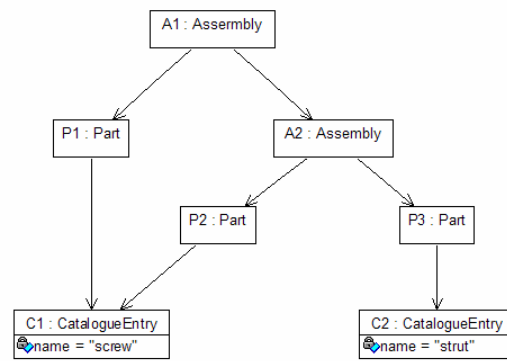 A1 : Assermbly
P1 : Part
A2 : Assembly
P2 : Part
P3 : Part
C1 : CatalogueEntry
name = "screw"
C2 : CatalogueEntry
name = "strut"